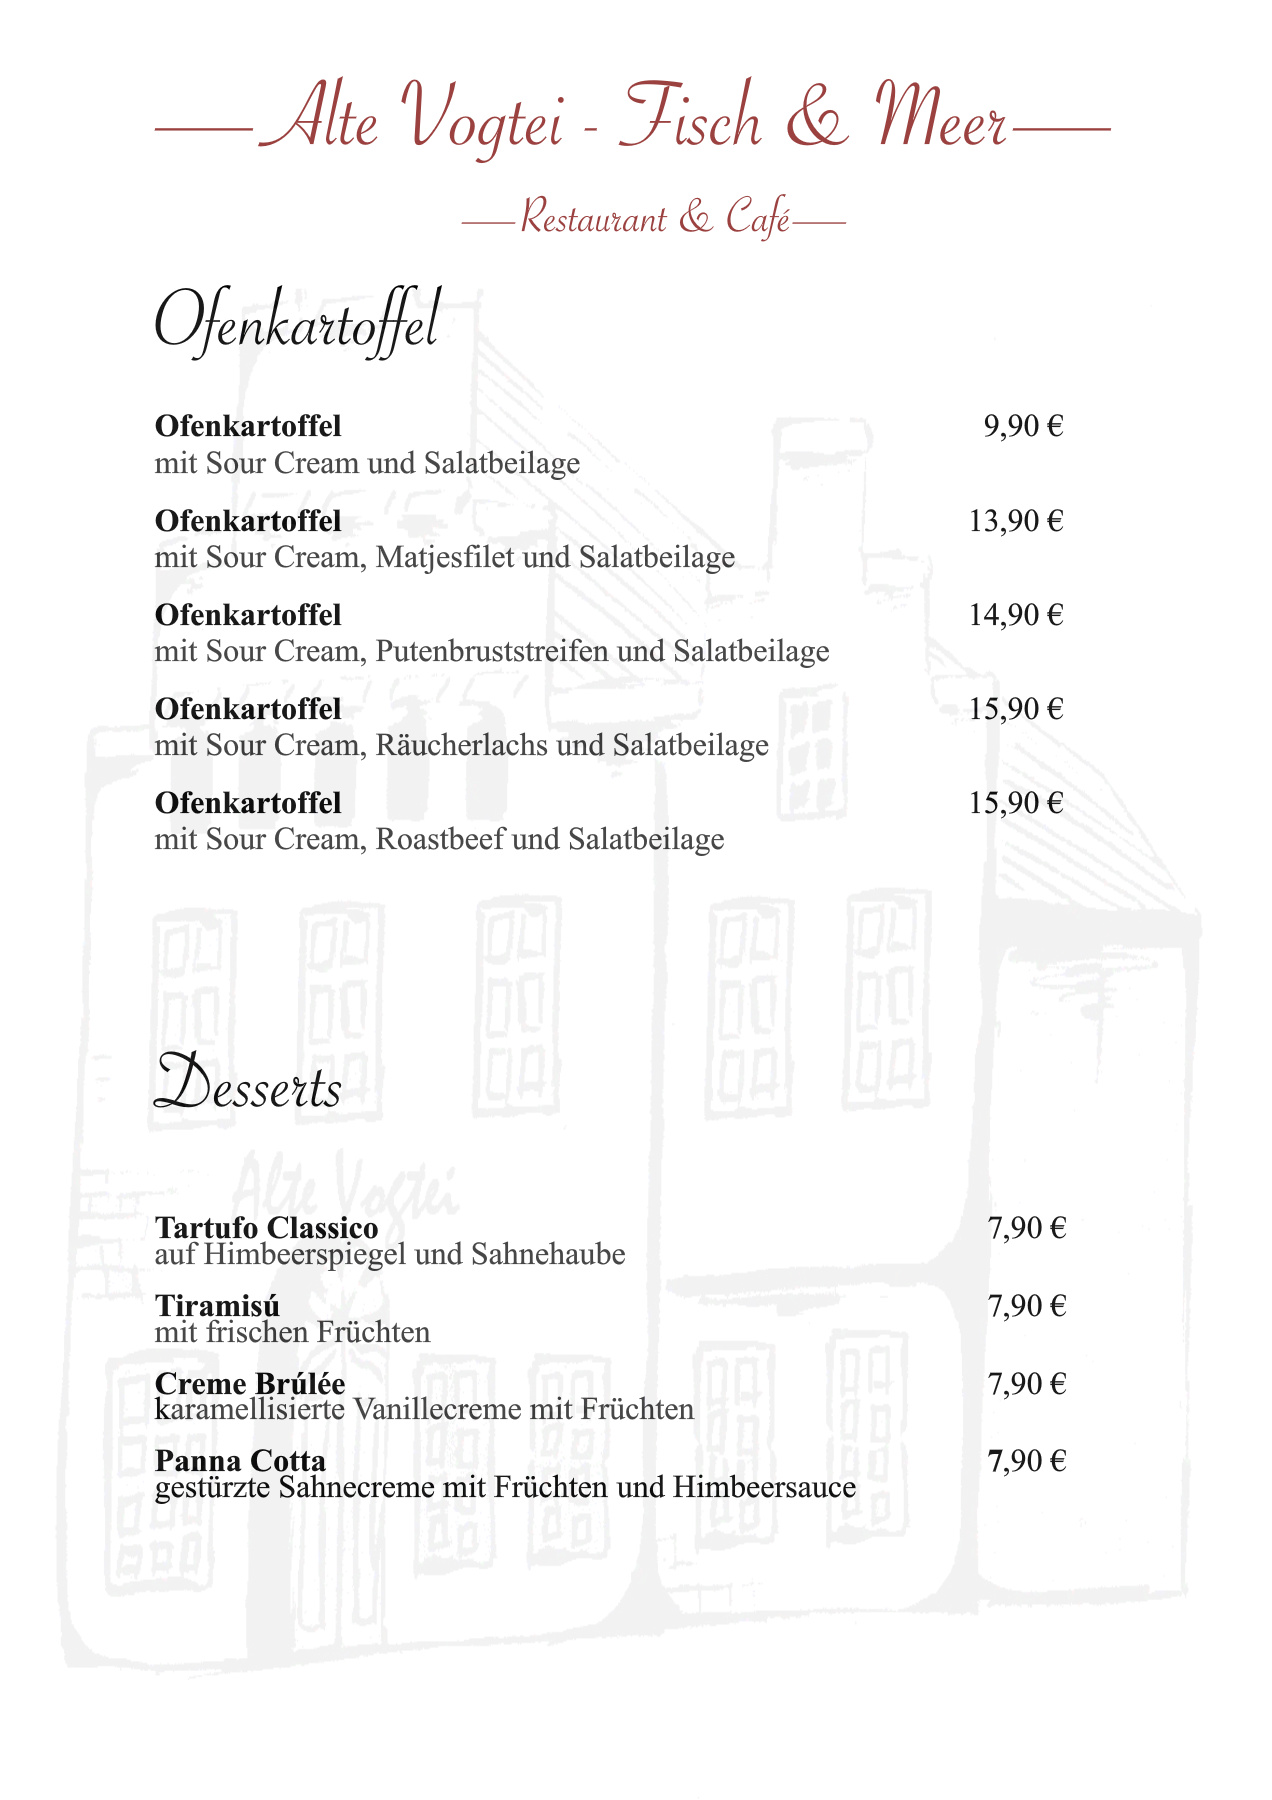 Alte Vogtei - Fisch & Meer
Restaurant & Café
Ofenkartoffel
Ofenkartoffel 9,90 €
mit Sour Cream und Salatbeilage
Ofenkartoffel 13,90 €
mit Sour Cream, Matjesfilet und Salatbeilage
Ofenkartoffel 14,90 €
mit Sour Cream, Putenbruststreifen und Salatbeilage
Ofenkartoffel 15,90 €
mit Sour Cream, Räucherlachs und Salatbeilage
Ofenkartoffel 15,90 €
mit Sour Cream, Roastbeef und Salatbeilage
Desserts
Alte Vogtei
Tartufo Classico 7,90 €
auf Himbeerspiegel und Sahnehaube
Tiramisú 7,90 €
mit frischen Früchten
Creme Brúlée 7,90 €
karamellisierte Vanillecreme mit Früchten
Panna Cotta 7,90 €
gestürzte Sahnecreme mit Früchten und Himbeersauce